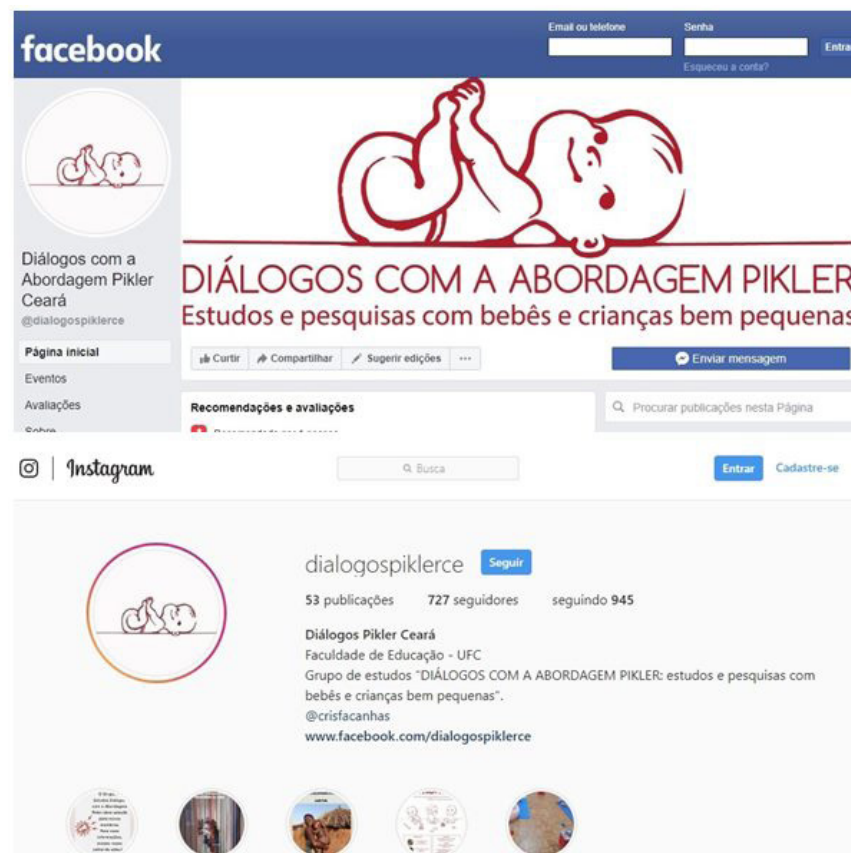 facebook
Email ou telefone
Senha
Entrar
Esqueceu a conta?
Diálogos com a
Abordagem Pikler
Ceará
@dialogospiklerce
DIÁLOGOS COM A ABORDAGEM PIKLER
Estudos e pesquisas com bebês e crianças bem pequenas
Página inicial
Eventos
Avaliações
Sobre
Curtir
Compartilhar
Sugerir edições
Enviar mensagem
Recomendações e avaliações
Procurar publicações nesta Página
Instagram
Busca
Entrar
Cadastre-se
dialogospiklerce
Seguir
53 publicações 727 seguidores seguindo 945
Diálogos Pikler Ceará
Faculdade de Educação - UFC
Grupo de estudos "DIÁLOGOS COM A ABORDAGEM PIKLER: estudos e pesquisas com
bebês e crianças bem pequenas".
@crisfacanhas
www.facebook.com/dialogospiklerce